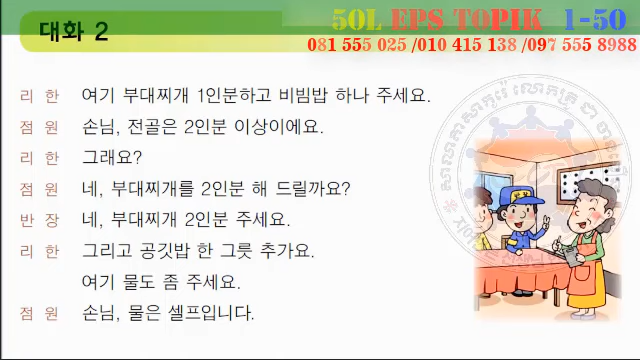 대화 2
50L EPS TOPIK 1-50
081 555 025 /010 415 138 /097 555 8988
리 한 여기 부대찌개 1인분하고 비빔밥 하나 주세요.
점 원 손님, 전골은 2인분 이상이에요.
리 한 그래요?
점 원 네, 부대찌개를 2인분 해 드릴까요?
반 장 네, 부대찌개 2인분 주세요.
리 한 그리고 공깃밥 한 그릇 추가요.
여기 물도 좀 주세요.
점 원 손님, 물은 셀프입니다.